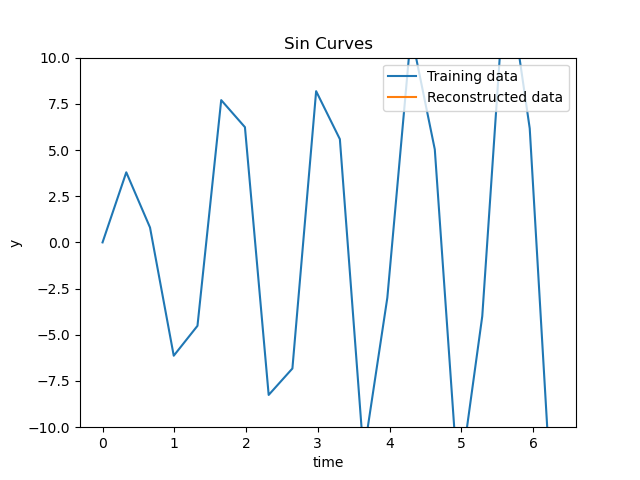 Sin Curves
Training data
Reconstructed data
10.0
7.5
5.0
2.5
0.0
−2.5
−5.0
−7.5
−10.0
y
0 1 2 3 4 5 6
time